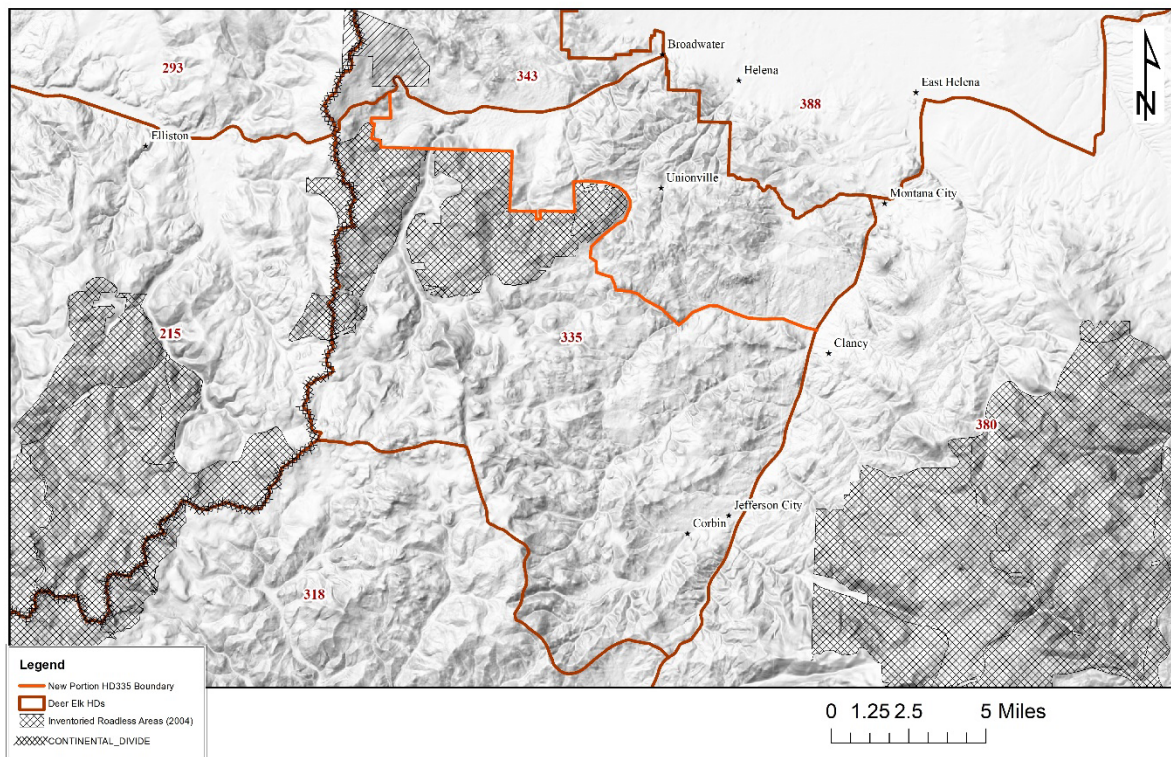 Broadwater
293
343
Helena
East Helena
388
N
Elliston
Unionville
Montana City
215
335
Clancy
380
Jefferson City
Corbin
318
Legend
New Portion HD335 Boundary
Deer Elk HDs
Inventoried Roadless Areas (2004)
CONTINENTAL_DIVIDE
0 1.25 2.5 5 Miles